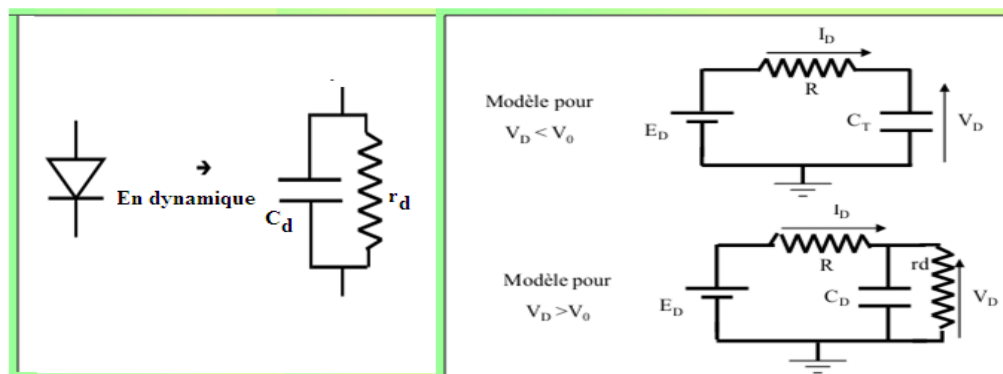 ➔
En dynamique
C_d
r_d
I_D
R
Modèle pour
V_D < V_0
E_D
C_T
V_D
I_D
R
rd
Modèle pour
V_D >V_0
E_D
C_D
V_D